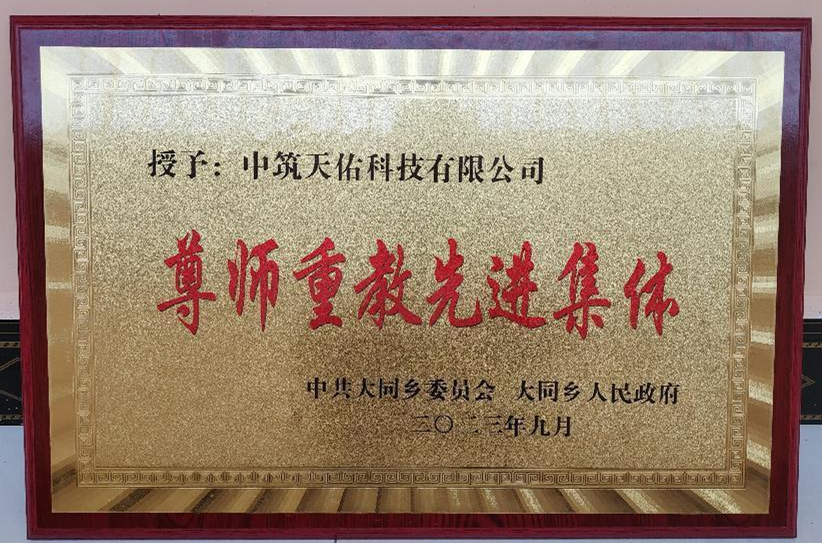 授予：中筑天佑科技有限公司
尊师重教先进集体
中共大同乡委员会 大同乡人民政府
二〇二三年九月